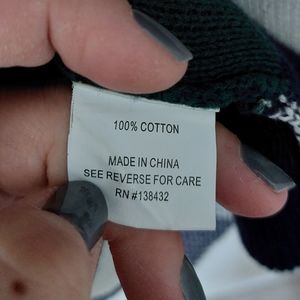 100% COTTON
MADE IN CHINA
SEE REVERSE FOR CARE
RN #138432